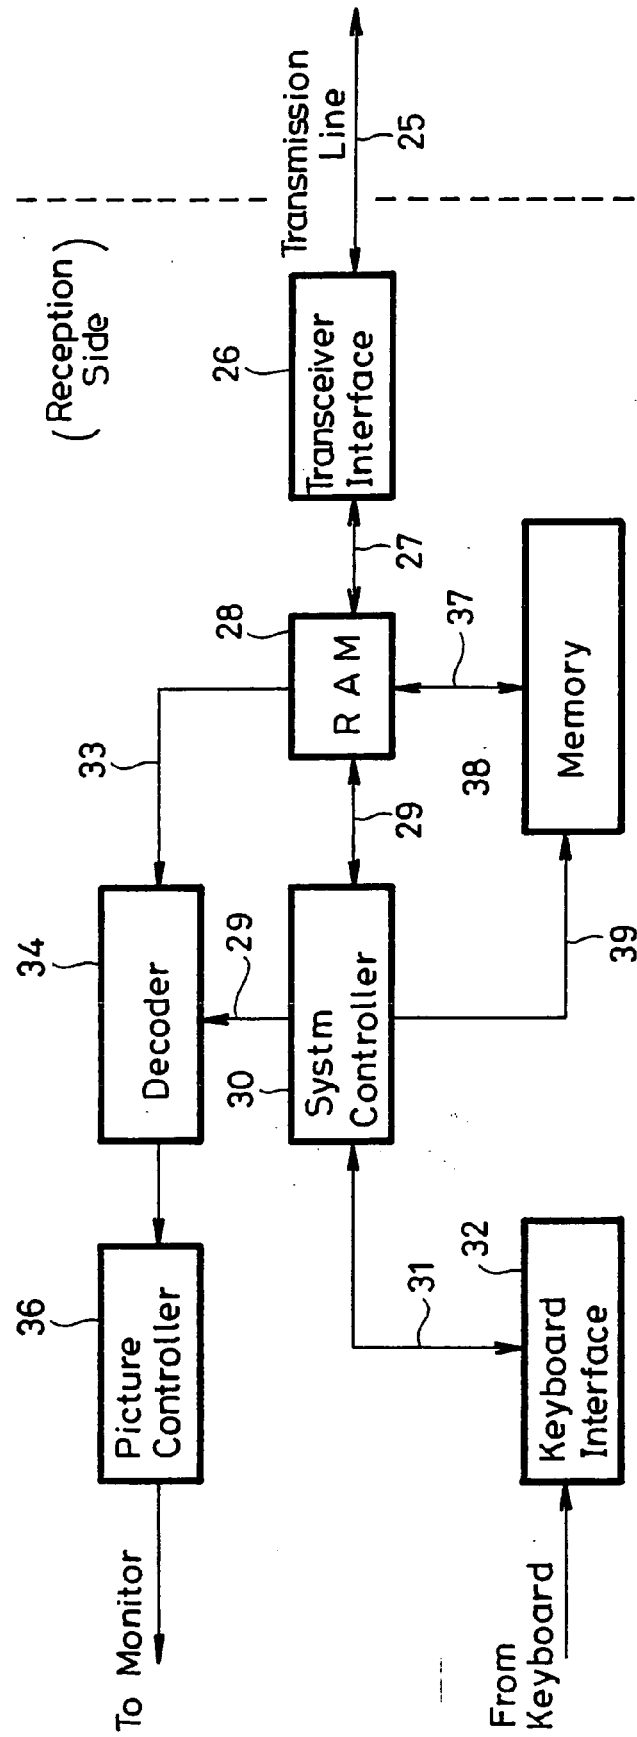 (Reception
Side)
36
34
33
To Monitor
Picture
Controller
Decoder
29
30
28
26
Systm
Controller
R A M
Transceiver
Interface
Transmission
Line
29
27
25
31
32
38
37
From
Keyboard
Keyboard
Interface
Memory
39